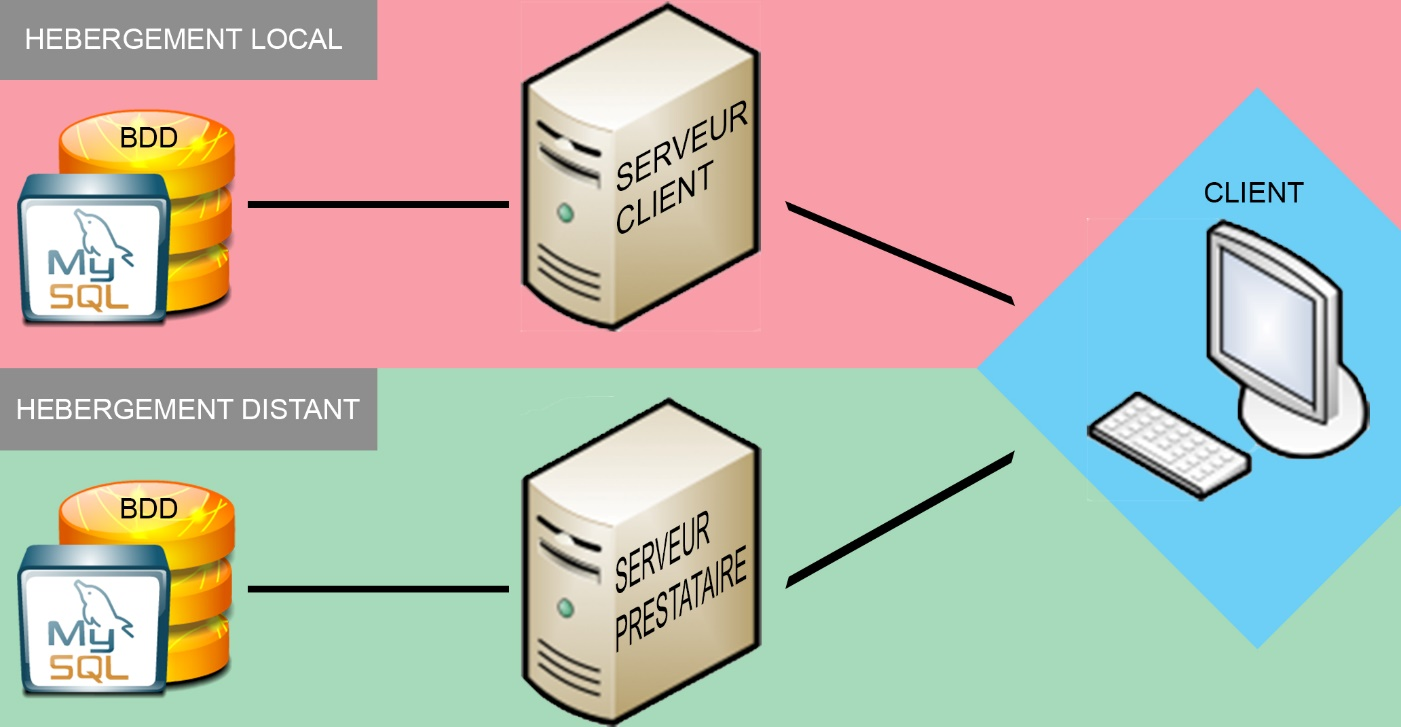 HEBERGEMENT LOCAL
BDD
My
SQL
SERVEUR
CLIENT
CLIENT
HEBERGEMENT DISTANT
BDD
My
SQL
SERVEUR
PRESTATAIRE